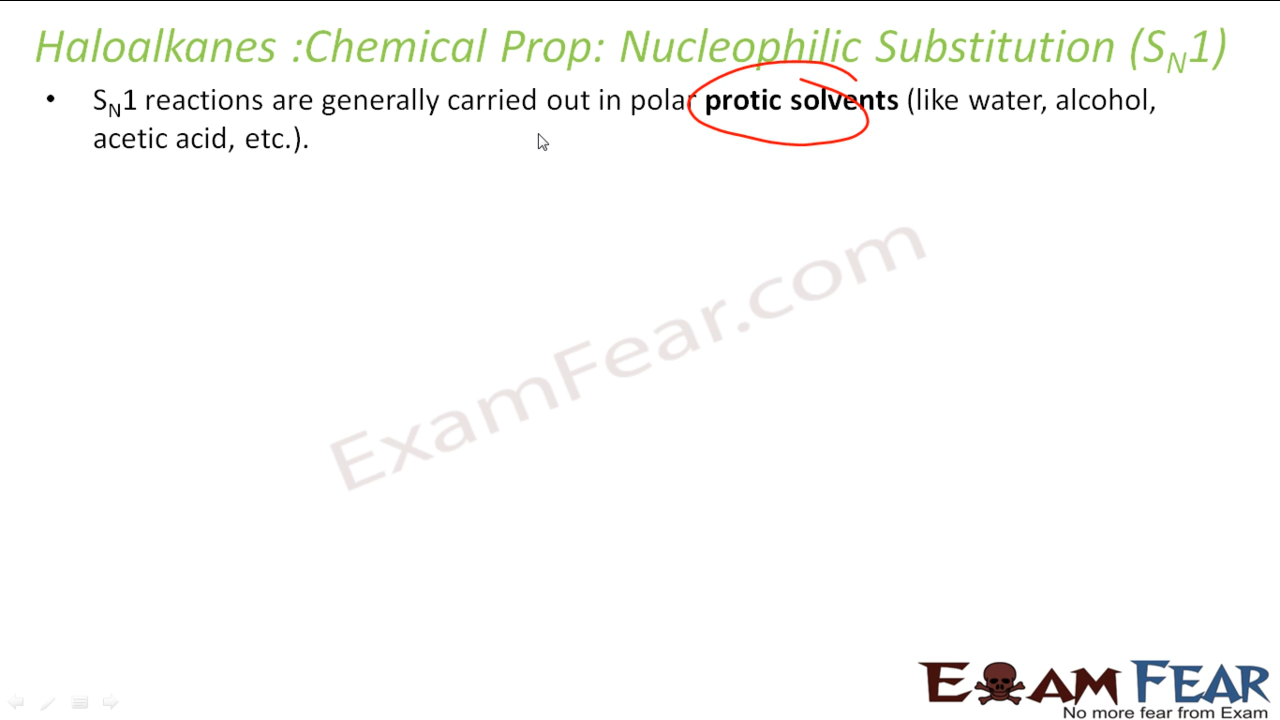 Haloalkanes :Chemical Prop: Nucleophilic Substitution (SN1)
• SN1 reactions are generally carried out in polar protic solvents (like water, alcohol,
acetic acid, etc.).
ExamFear.com
EXAM FEAR
No more fear from Exam